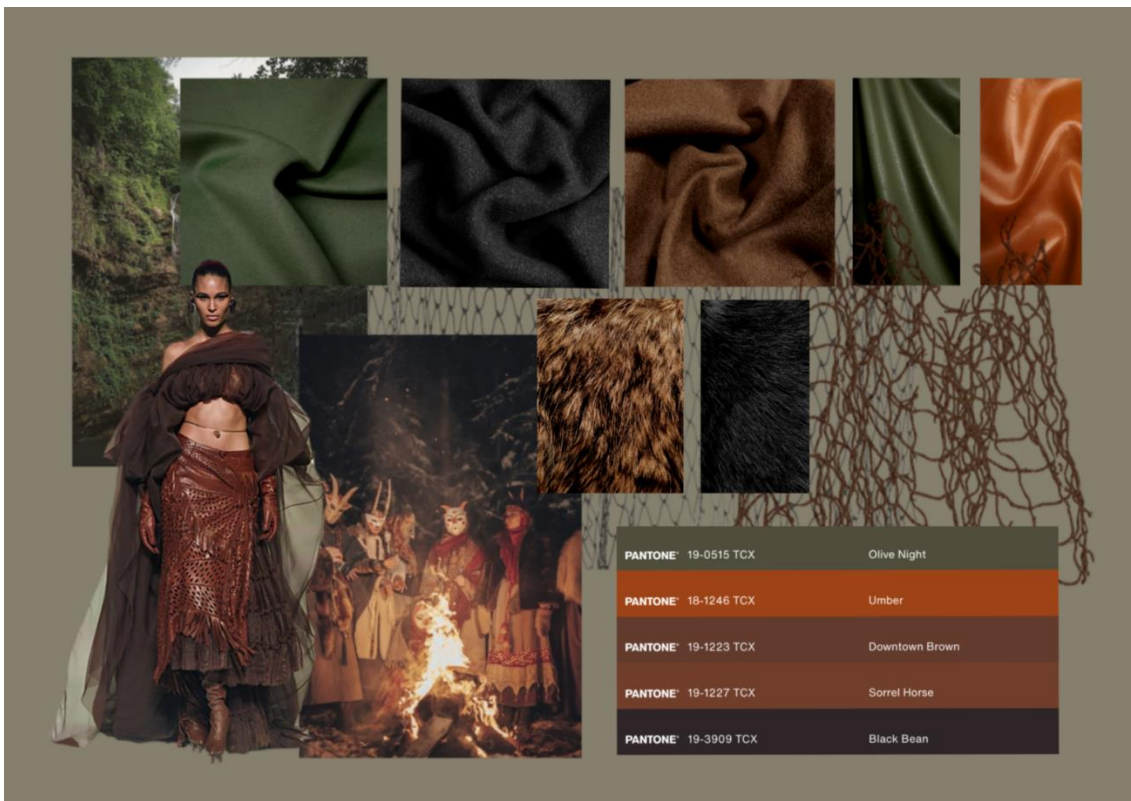 PANTONE® 19-0515 TCX Olive Night
PANTONE® 18-1246 TCX Umber
PANTONE® 19-1223 TCX Downtown Brown
PANTONE® 19-1227 TCX Sorrel Horse
PANTONE® 19-3909 TCX Black Bean